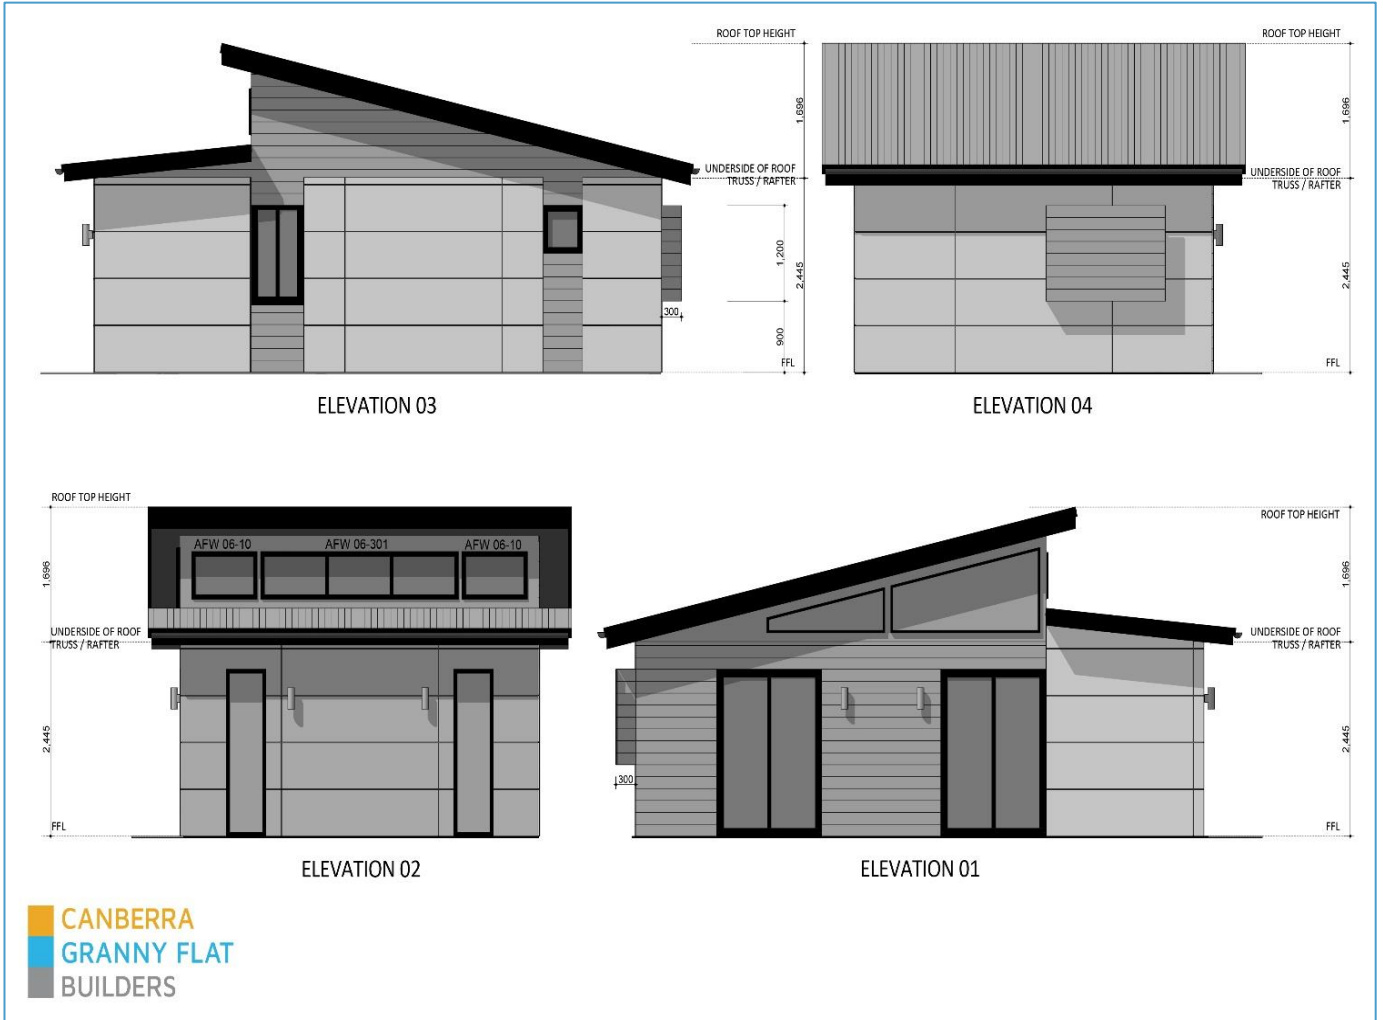 ROOF TOP HEIGHT
1,696
UNDERSIDE OF ROOF
TRUSS / RAFTER
1,200
2,445
300
900
FFL
ELEVATION 03
ROOF TOP HEIGHT
1,696
UNDERSIDE OF ROOF
TRUSS / RAFTER
2,445
FFL
ELEVATION 04
ROOF TOP HEIGHT
AFW 06-10
AFW 06-301
AFW 06-10
1,696
UNDERSIDE OF ROOF
TRUSS / RAFTER
2,445
FFL
ELEVATION 02
ROOF TOP HEIGHT
1,696
UNDERSIDE OF ROOF
TRUSS / RAFTER
2,445
300
FFL
ELEVATION 01
CANBERRA
GRANNY FLAT
BUILDERS